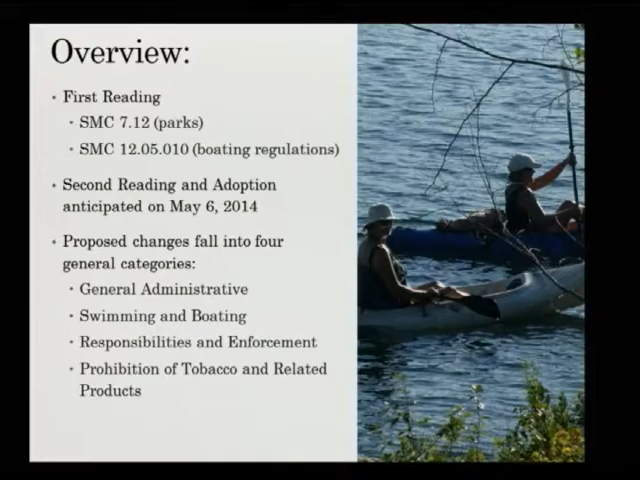 Overview:
First Reading
SMC 7.12 (parks)
SMC 12.05.010 (boating regulations)
Second Reading and Adoption
anticipated on May 6, 2014
Proposed changes fall into four
general categories:
General Administrative
Swimming and Boating
Responsibilities and Enforcement
Prohibition of Tobacco and Related
Products